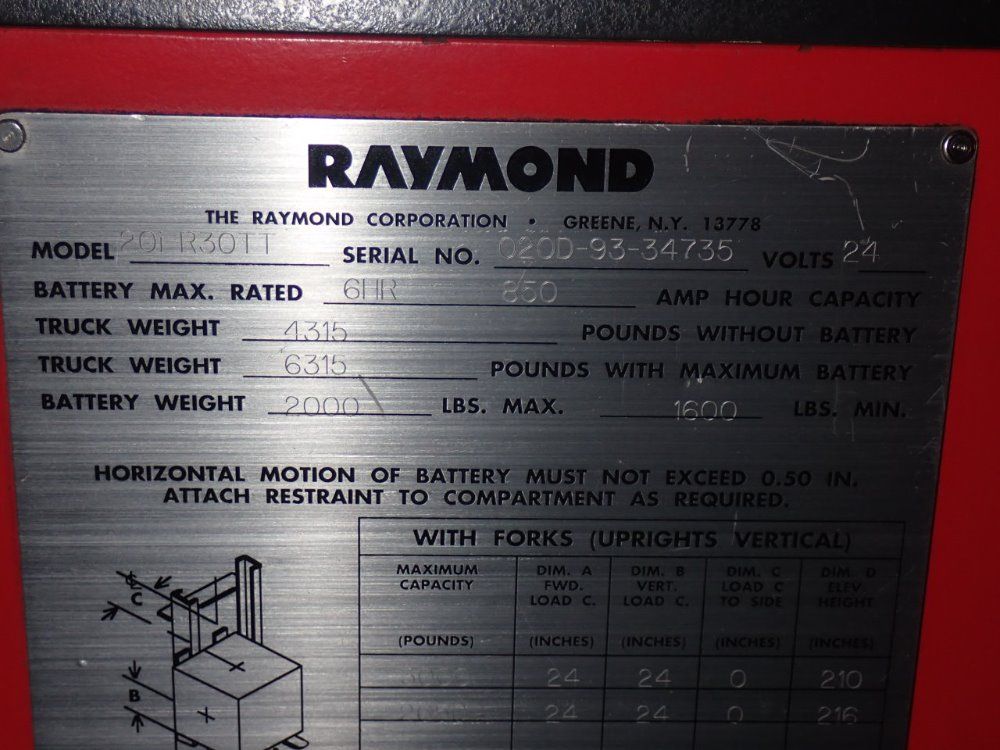 RAYMOND
THE RAYMOND CORPORATION • GREENE, N.Y. 13778
MODEL SERIAL NO. 020D-93-34735 VOLTS 24
BATTERY MAX. RATED 6HR 850 AMP HOUR CAPACITY
TRUCK WEIGHT 4315 POUNDS WITHOUT BATTERY
TRUCK WEIGHT 6315 POUNDS WITH MAXIMUM BATTERY
BATTERY WEIGHT 2000 LBS. MAX. 1600 LBS. MIN.
HORIZONTAL MOTION OF BATTERY MUST NOT EXCEED 0.50 IN.
ATTACH RESTRAINT TO COMPARTMENT AS REQUIRED.
WITH FORKS (UPRIGHTS VERTICAL)
MAXIMUM DIM. A DIM. B DIM. C DIM. D
CAPACITY FWD. VERT. LOAD C ELEV
LOAD C. LOAD C. TO SIDE HEIGHT
(POUNDS) (INCHES) (INCHES) (INCHES) (INCHES)
24 24 0 210
24 24 0 216
C
A
B